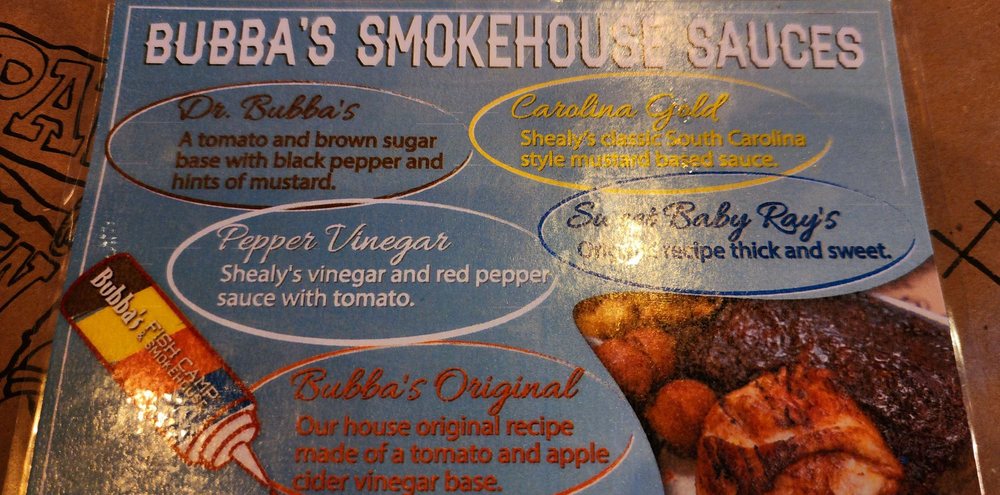 BUBBA'S SMOKEHOUSE SAUCES
Dr. Bubba's
A tomato and brown sugar
base with black pepper and
hints of mustard.
Carolina Gold
Shealy's classic South Carolina
style mustard based sauce.
Pepper Vinegar
Shealy's vinegar and red pepper
sauce with tomato.
Sweet Baby Ray's
Original recipe thick and sweet.
Bubba's
FISH CAMP
& SMOKEHOUSE
Bubba's Original
Our house original recipe
made of a tomato and apple
cider vinegar base.